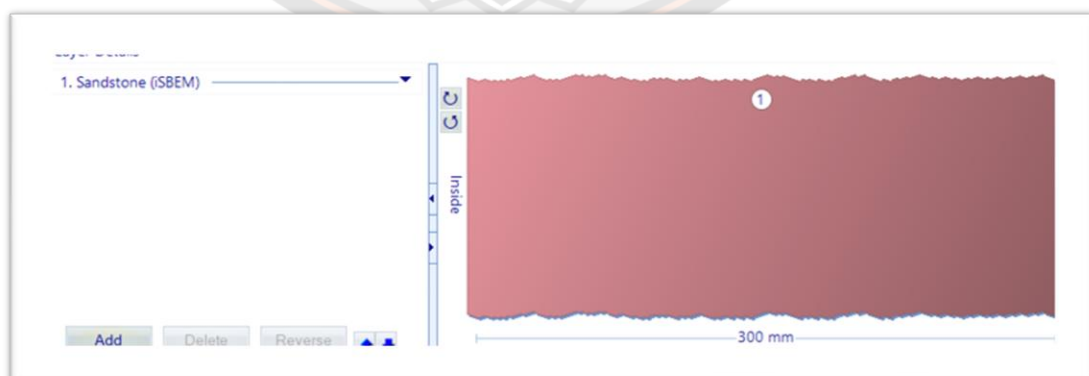 1. Sandstone (iSBEM)
1
Inside
Add
Delete
Reverse
300 mm